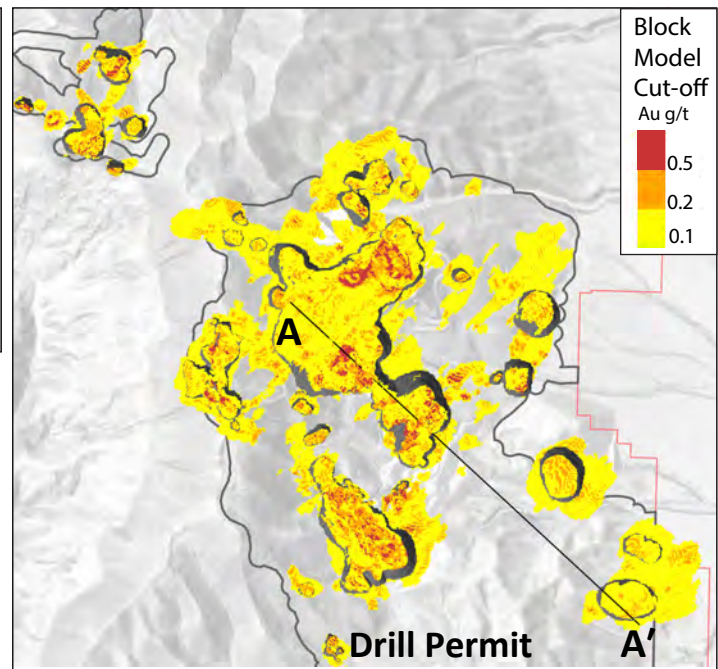 Block
Model
Cut-off
Au g/t
0.5
0.2
0.1
A
Drill Permit
A′